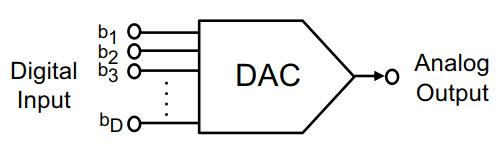 b1
b2
b3
bD
Digital
Input
DAC
Analog
Output